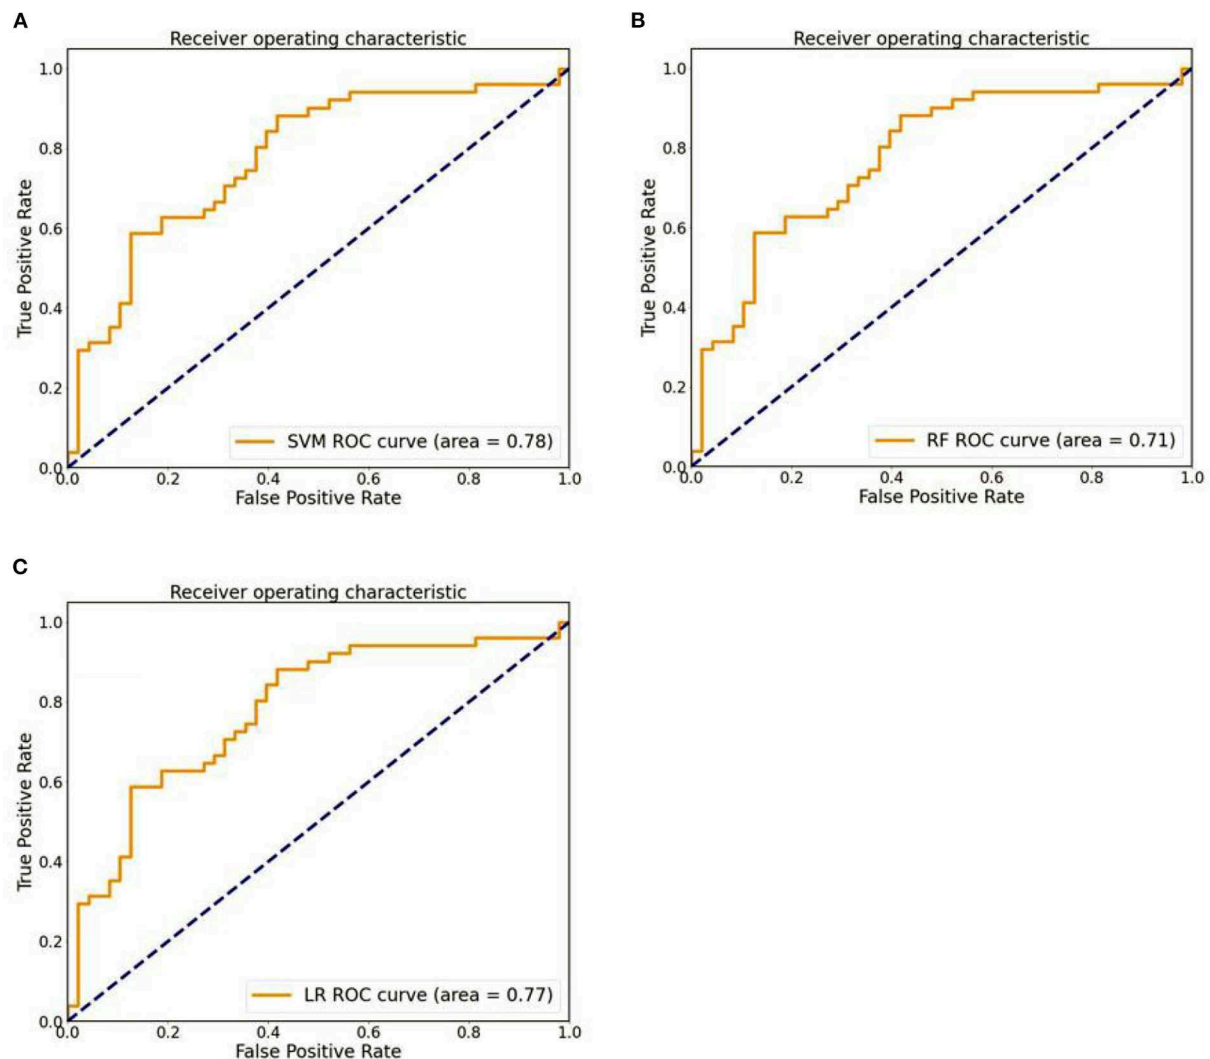 A
Receiver operating characteristic
1.0
0.8
0.6
0.4
0.2
0.0
True Positive Rate
SVM ROC curve (area = 0.78)
0.0 0.2 0.4 0.6 0.8 1.0
False Positive Rate
B
Receiver operating characteristic
1.0
0.8
0.6
0.4
0.2
0.0
True Positive Rate
RF ROC curve (area = 0.71)
0.0 0.2 0.4 0.6 0.8 1.0
False Positive Rate
C
Receiver operating characteristic
1.0
0.8
0.6
0.4
0.2
0.0
True Positive Rate
LR ROC curve (area = 0.77)
0.0 0.2 0.4 0.6 0.8 1.0
False Positive Rate